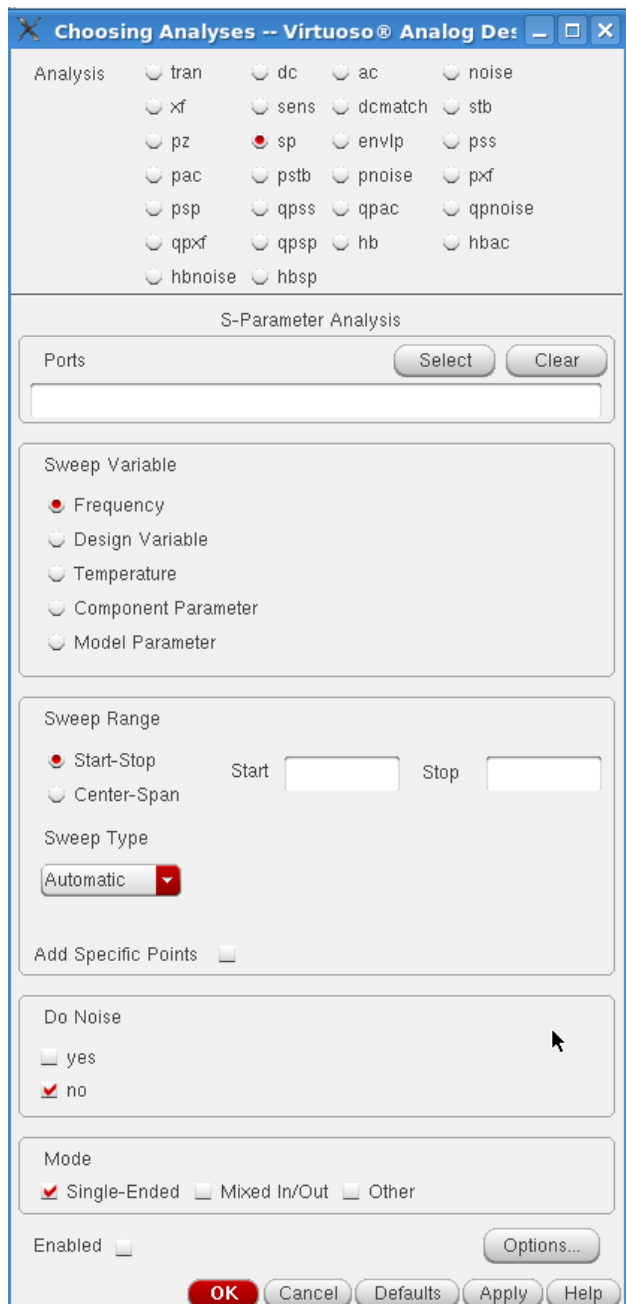 Choosing Analyses -- Virtuoso® Analog Des
Analysis tran dc ac noise
xf sens dcmatch stb
pz sp envlp pss
pac pstb pnoise pxf
psp qpss qpac qpnoise
qpxf qpsp hb hbac
hbnoise hbsp
S-Parameter Analysis
Ports Select Clear
Sweep Variable
Frequency
Design Variable
Temperature
Component Parameter
Model Parameter
Sweep Range
Start-Stop Start Stop
Center-Span
Sweep Type
Automatic
Add Specific Points
Do Noise
yes
no
Mode
Single-Ended Mixed In/Out Other
Enabled Options...
OK Cancel Defaults Apply Help